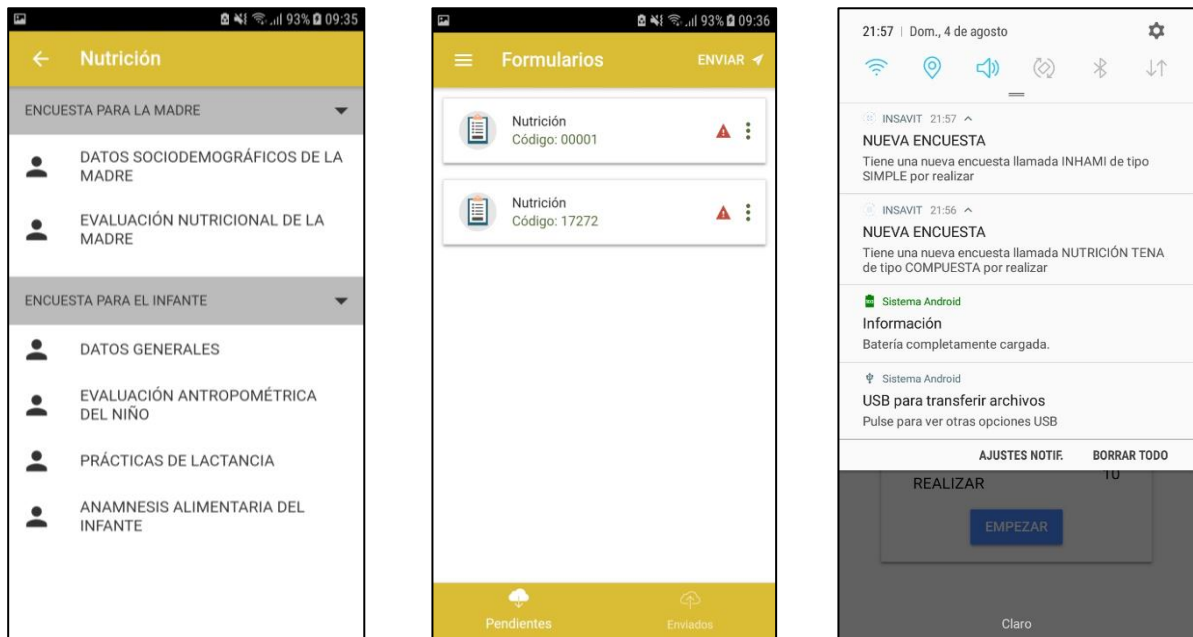 93% 09:35
Nutrición
ENCUESTA PARA LA MADRE
DATOS SOCIODEMOGRÁFICOS DE LA
MADRE
EVALUACIÓN NUTRICIONAL DE LA
MADRE
ENCUESTA PARA EL INFANTE
DATOS GENERALES
EVALUACIÓN ANTROPOMÉTRICA
DEL NIÑO
PRÁCTICAS DE LACTANCIA
ANAMNESIS ALIMENTARIA DEL
INFANTE
93% 09:36
Formularios
ENVIAR
Nutrición
Código: 00001
Nutrición
Código: 17272
Pendientes
Enviados
21:57 | Dom., 4 de agosto
INSAVIT 21:57
NUEVA ENCUESTA
Tiene una nueva encuesta llamada INHAMI de tipo
SIMPLE por realizar
INSAVIT 21:56
NUEVA ENCUESTA
Tiene una nueva encuesta llamada NUTRICIÓN TENA
de tipo COMPUESTA por realizar
Sistema Android
Información
Batería completamente cargada.
Sistema Android
USB para transferir archivos
Pulse para ver otras opciones USB
AJUSTES NOTIF. BORRAR TODO
REALIZAR 10
EMPEZAR
Claro